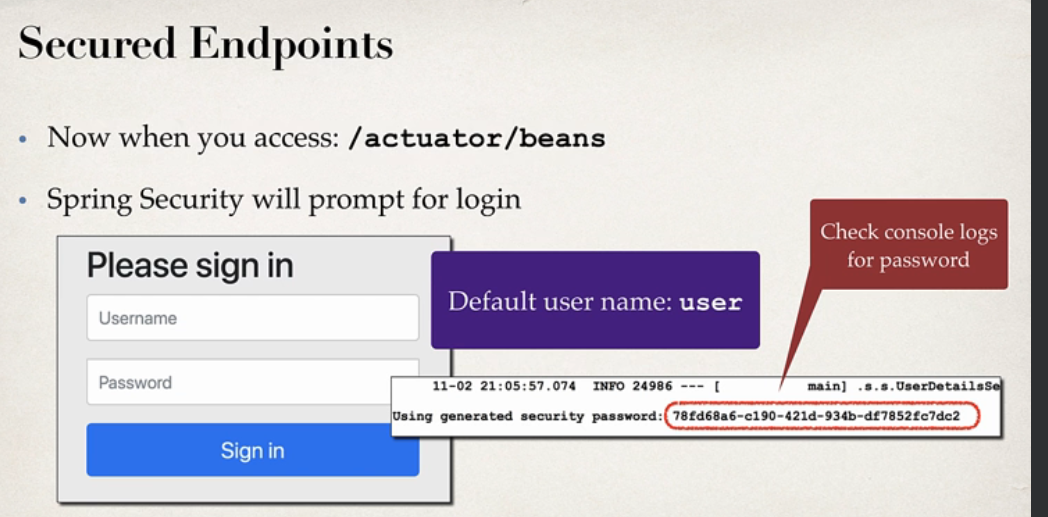 Secured Endpoints
• Now when you access: /actuator/beans
• Spring Security will prompt for login
Check console logs
for password
Please sign in
Username
Password
Sign in
Default user name: user
11-02 21:05:57.074 INFO 24986 --- [ main] .s.s.UserDetailsSe
Using generated security password: 78fd68a6-c190-421d-934b-df7852fc7dc2